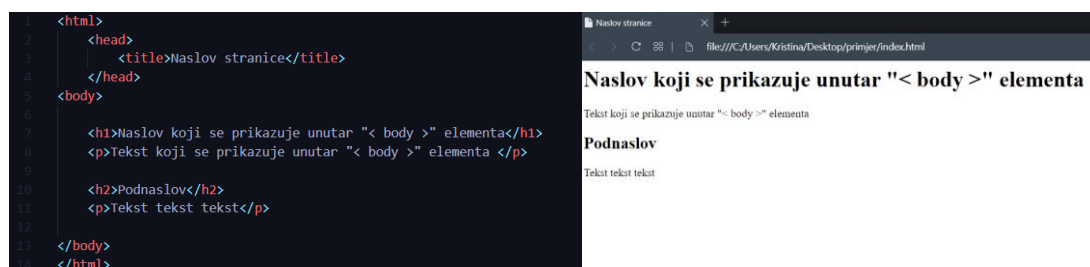 1 <html>
2 <head>
3 <title>Naslov stranice</title>
4 </head>
5 <body>
6
7 <h1>Naslov koji se prikazuje unutar "< body >" elementa</h1>
8 <p>Tekst koji se prikazuje unutar "< body >" elementa </p>
9
10 <h2>Podnaslov</h2>
11 <p>Tekst tekst tekst</p>
12
13 </body>
14 </html>
Naslov stranice
file:///C:/Users/Kristina/Desktop/primjer/index.html
Naslov koji se prikazuje unutar "< body >" elementa
Tekst koji se prikazuje unutar "< body >" elementa
Podnaslov
Tekst tekst tekst